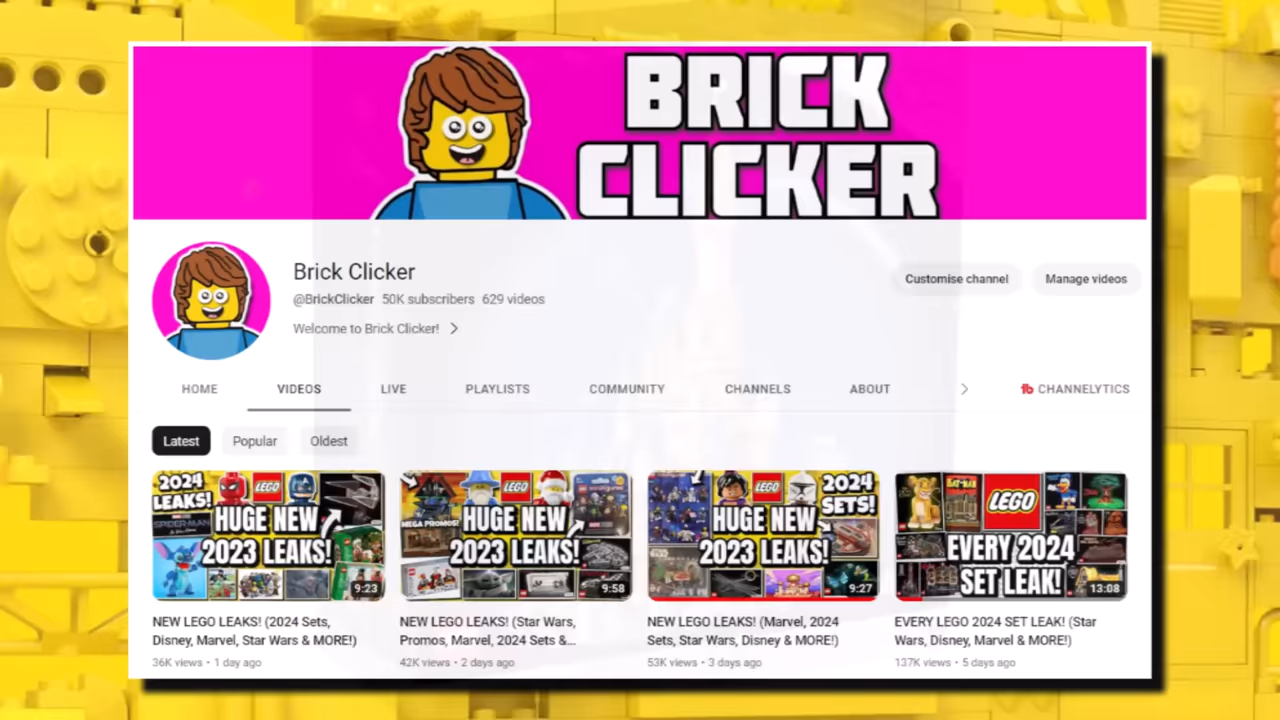 BRICK
CLICKER
Brick Clicker
@BrickClicker 50K subscribers 629 videos
Welcome to Brick Clicker!
Customise channel
Manage videos
HOME
VIDEOS
LIVE
PLAYLISTS
COMMUNITY
CHANNELS
ABOUT
CHANNELYTICS
Latest
Popular
Oldest
2024
LEAKS!
LEGO
SPIDER-MAN
HUGE NEW
2023 LEAKS!
9:23
LEGO
MEGA PROMOS!
HUGE NEW
2023 LEAKS!
9:58
LEGO
2024
SETS!
HUGE NEW
2023 LEAKS!
9:27
BATMAN
LEGO
EVERY 2024
SET LEAK!
13:08
NEW LEGO LEAKS! (2024 Sets,
Disney, Marvel, Star Wars & MORE!)
36K views • 1 day ago
NEW LEGO LEAKS! (Star Wars,
Promos, Marvel, 2024 Sets &...
42K views • 2 days ago
NEW LEGO LEAKS! (Marvel, 2024
Sets, Star Wars, Disney & MORE!)
53K views • 3 days ago
EVERY LEGO 2024 SET LEAK! (Star
Wars, Disney, Marvel & MORE!)
137K views • 5 days ago